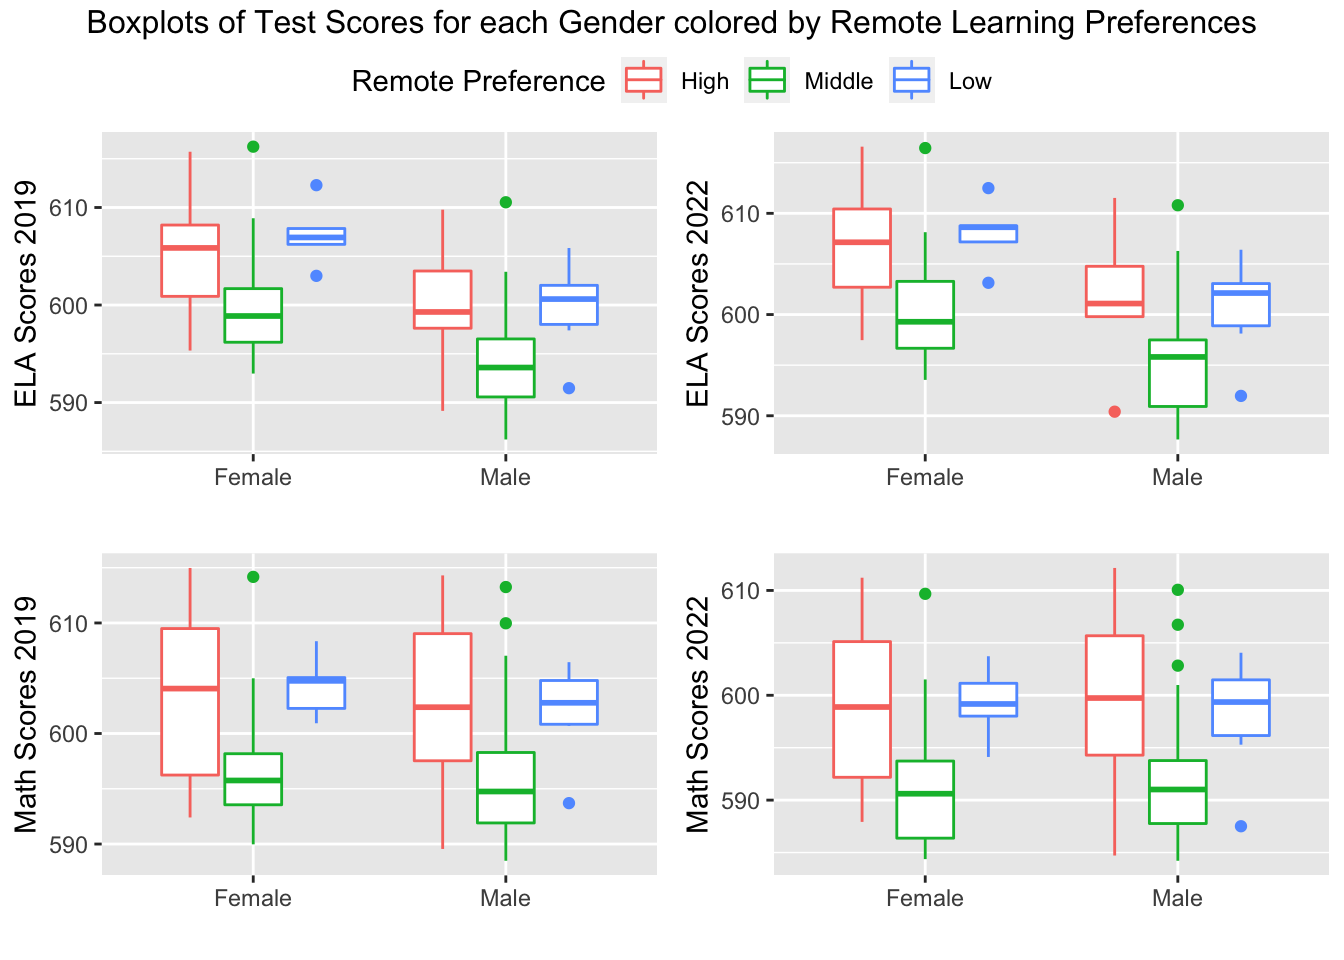 Boxplots of Test Scores for each Gender colored by Remote Learning Preferences
Remote Preference High Middle Low
ELA Scores 2019
610
600
590
Female Male
ELA Scores 2022
610
600
590
Female Male
Math Scores 2019
610
600
590
Female Male
Math Scores 2022
610
600
590
Female Male